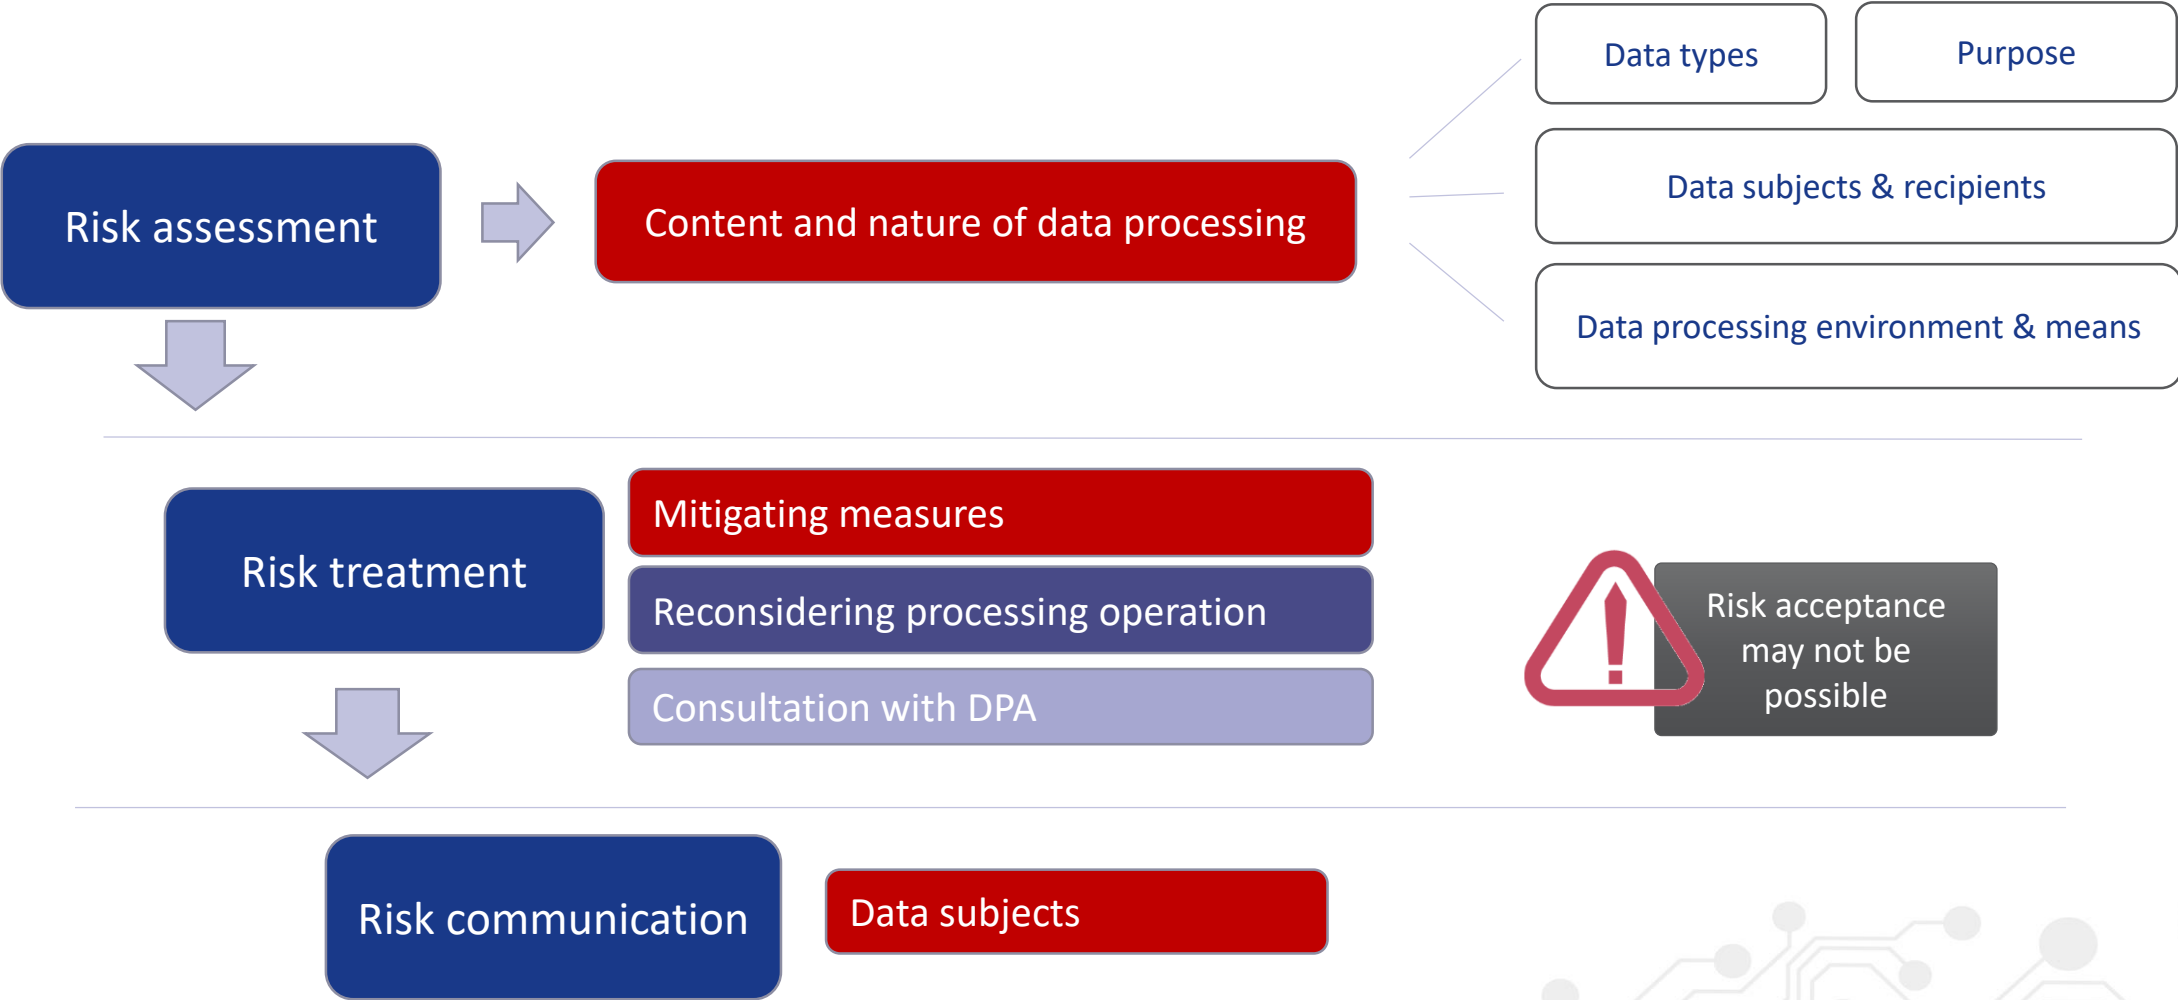 Data types
Purpose
Risk assessment
Content and nature of data processing
Data subjects & recipients
Data processing environment & means
Risk treatment
Mitigating measures
Reconsidering processing operation
Consultation with DPA
Risk acceptance
may not be
possible
Risk communication
Data subjects